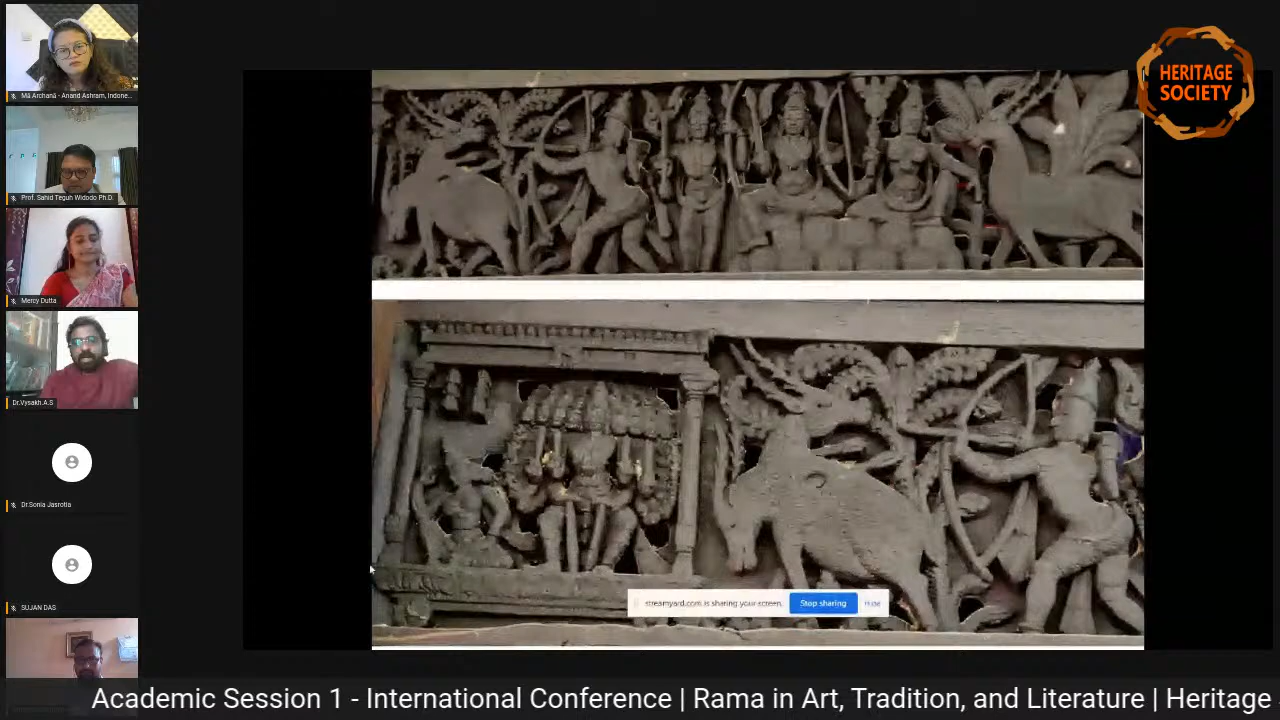 HERITAGE
SOCIETY
Mā Archanā - Anand Ashram, Indone...
Prof. Sahid Teguh Widodo Ph.D.
Mercy Dutta
Dr.Vysakh.A.S
Dr.Sonia Jasrotia
SUJAN DAS
streamyard.com is sharing your screen.
Stop sharing
Hide
Academic Session 1 - International Conference | Rama in Art, Tradition, and Literature | Heritage